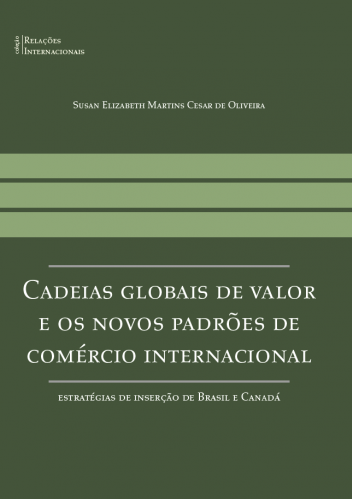 coleção
Relações
Internacionais
Susan Elizabeth Martins Cesar de Oliveira
Cadeias globais de valor
e os novos padrões de
comércio internacional
estratégias de inserção de Brasil e Canadá